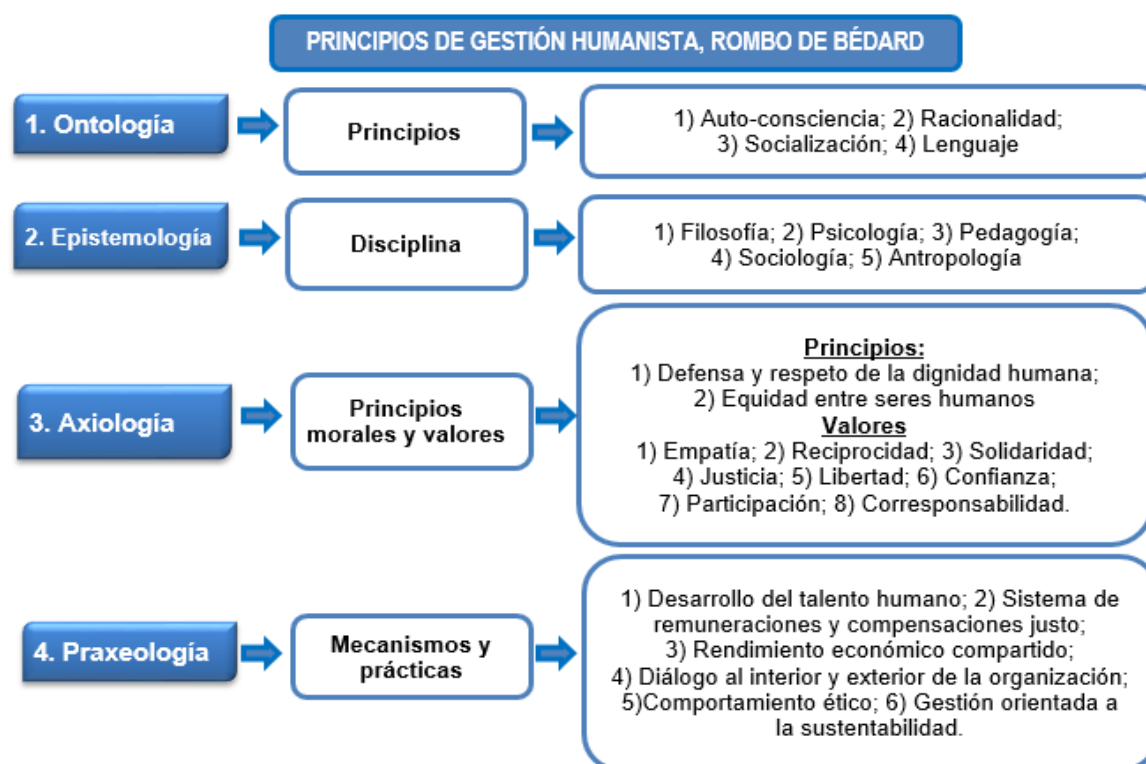 PRINCIPIOS DE GESTIÓN HUMANISTA, ROMBO DE BÉDARD
1. Ontología
Principios
1) Auto-consciencia; 2) Racionalidad;
3) Socialización; 4) Lenguaje
2. Epistemología
Disciplina
1) Filosofía; 2) Psicología; 3) Pedagogía;
4) Sociología; 5) Antropología
3. Axiología
Principios
morales y valores
Principios:
1) Defensa y respeto de la dignidad humana;
2) Equidad entre seres humanos
Valores
1) Empatía; 2) Reciprocidad; 3) Solidaridad;
4) Justicia; 5) Libertad; 6) Confianza;
7) Participación; 8) Corresponsabilidad.
4. Praxeología
Mecanismos y
prácticas
1) Desarrollo del talento humano; 2) Sistema de
remuneraciones y compensaciones justo;
3) Rendimiento económico compartido;
4) Diálogo al interior y exterior de la organización;
5)Comportamiento ético; 6) Gestión orientada a
la sustentabilidad.